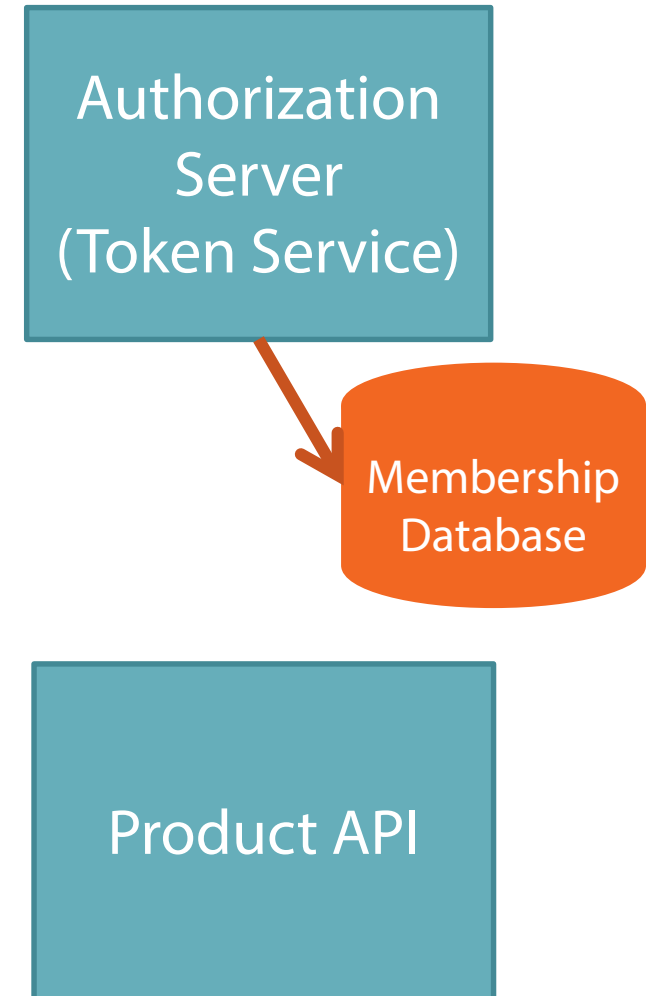 Authorization
Server
(Token Service)
Membership
Database
Product API